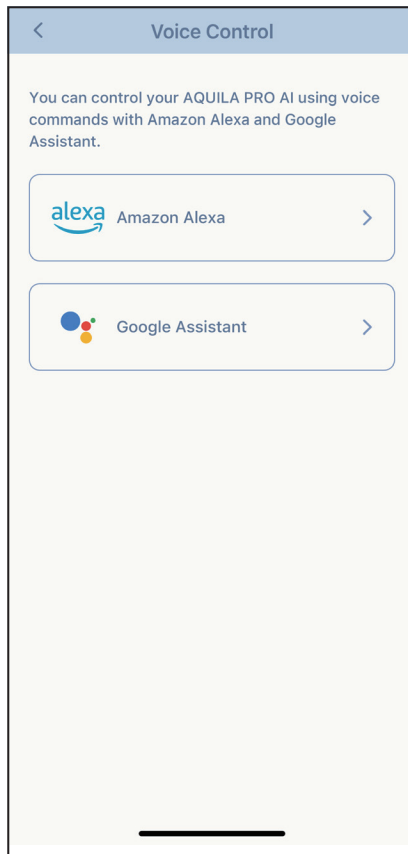 Voice Control
You can control your AQUILA PRO AI using voice
commands with Amazon Alexa and Google
Assistant.
alexa Amazon Alexa
Google Assistant